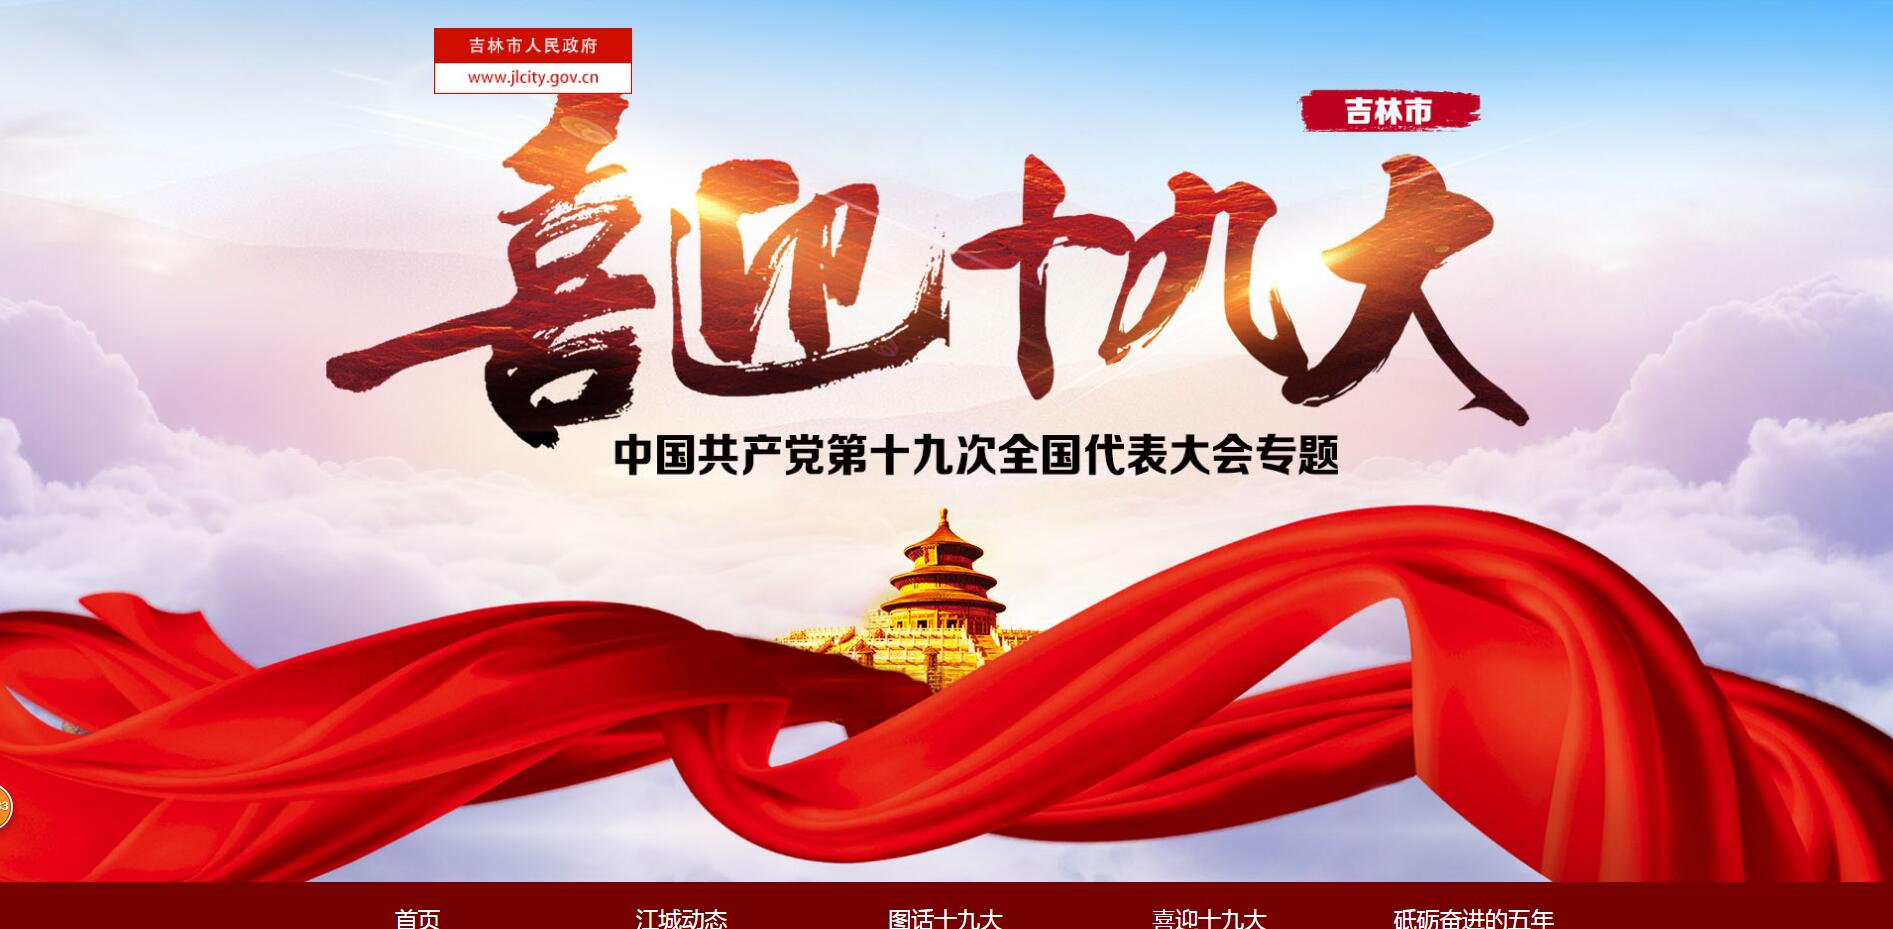 吉林市人民政府
www.jlcity.gov.cn
吉林市
喜迎十九大
中国共产党第十九次全国代表大会专题
首页 江城动态 图话十九大 喜迎十九大 砥砺奋进的五年